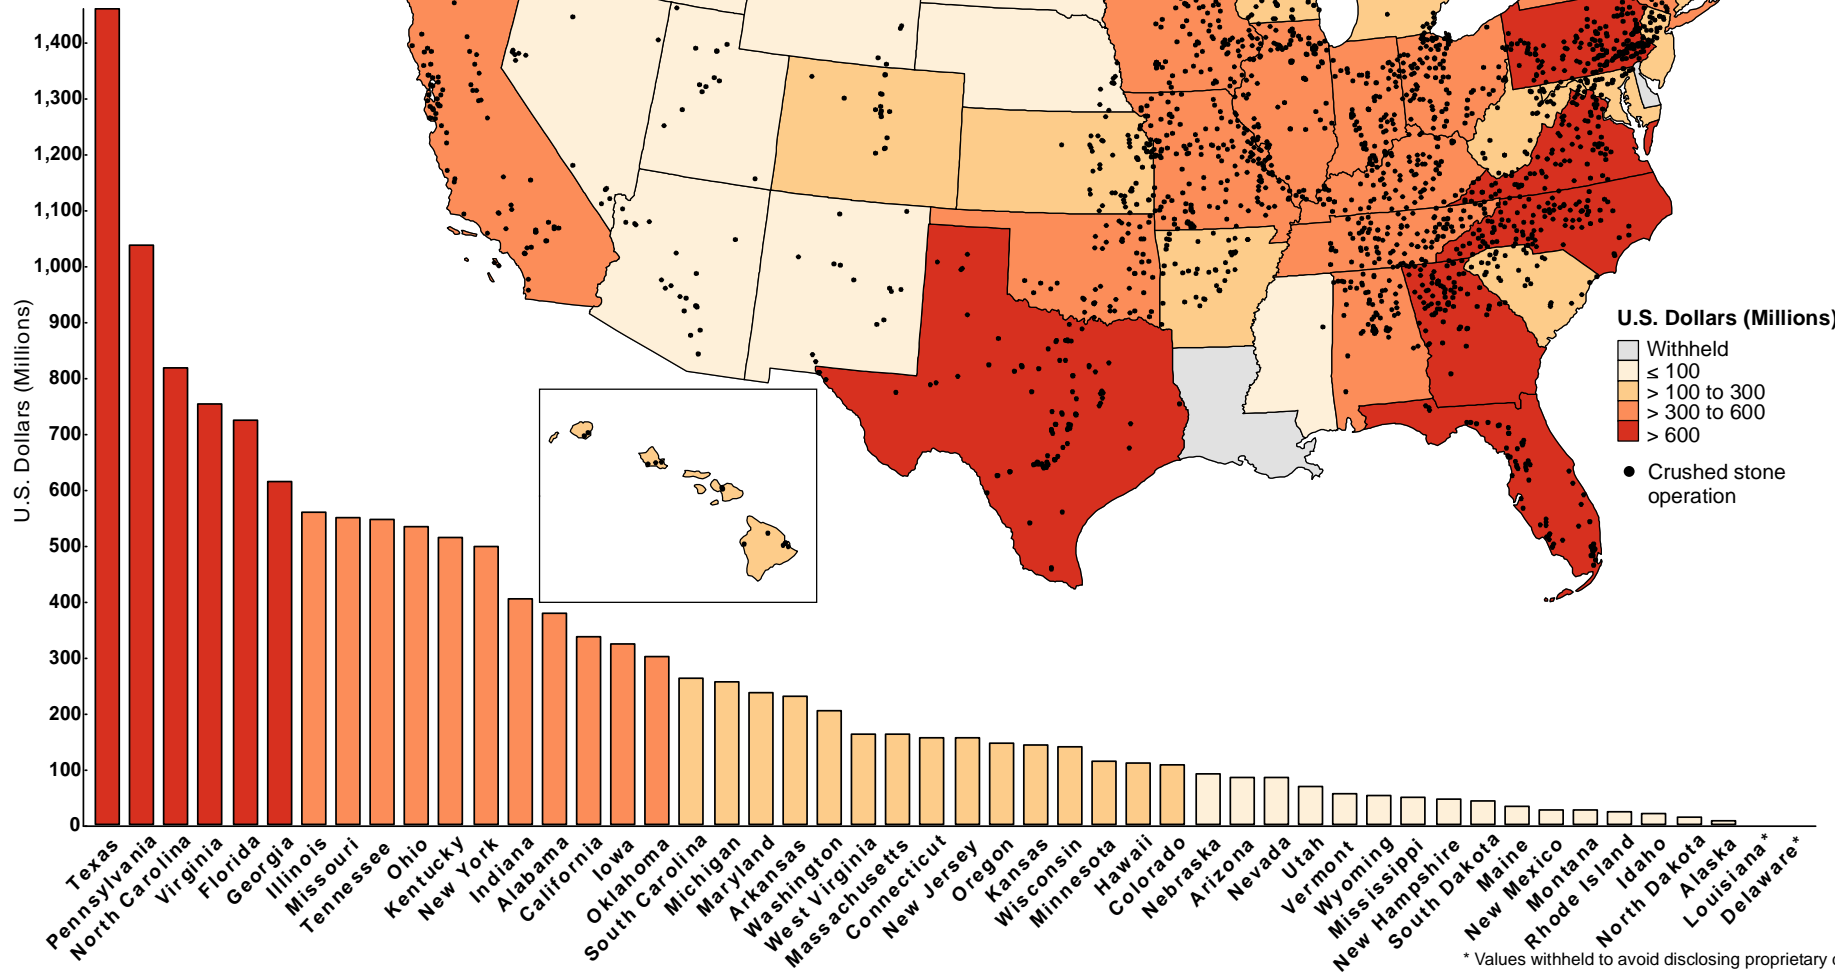 1,400
1,300
1,200
1,100
1,000
900
800
700
600
500
400
300
200
100
0
U.S. Dollars (Millions)
U.S. Dollars (Millions)
Withheld
≤ 100
> 100 to 300
> 300 to 600
> 600
Crushed stone
operation
Texas
Pennsylvania
North Carolina
Virginia
Florida
Georgia
Illinois
Missouri
Tennessee
Ohio
Kentucky
New York
Indiana
Alabama
California
Iowa
Oklahoma
South Carolina
Michigan
Maryland
Arkansas
Washington
West Virginia
Massachusetts
Connecticut
New Jersey
Oregon
Kansas
Wisconsin
Minnesota
Hawaii
Colorado
Nebraska
Arizona
Nevada
Utah
Vermont
Wyoming
Mississippi
New Hampshire
South Dakota
Maine
New Mexico
Montana
Rhode Island
Idaho
North Dakota
Alaska
Louisiana*
Delaware*
* Values withheld to avoid disclosing proprietary